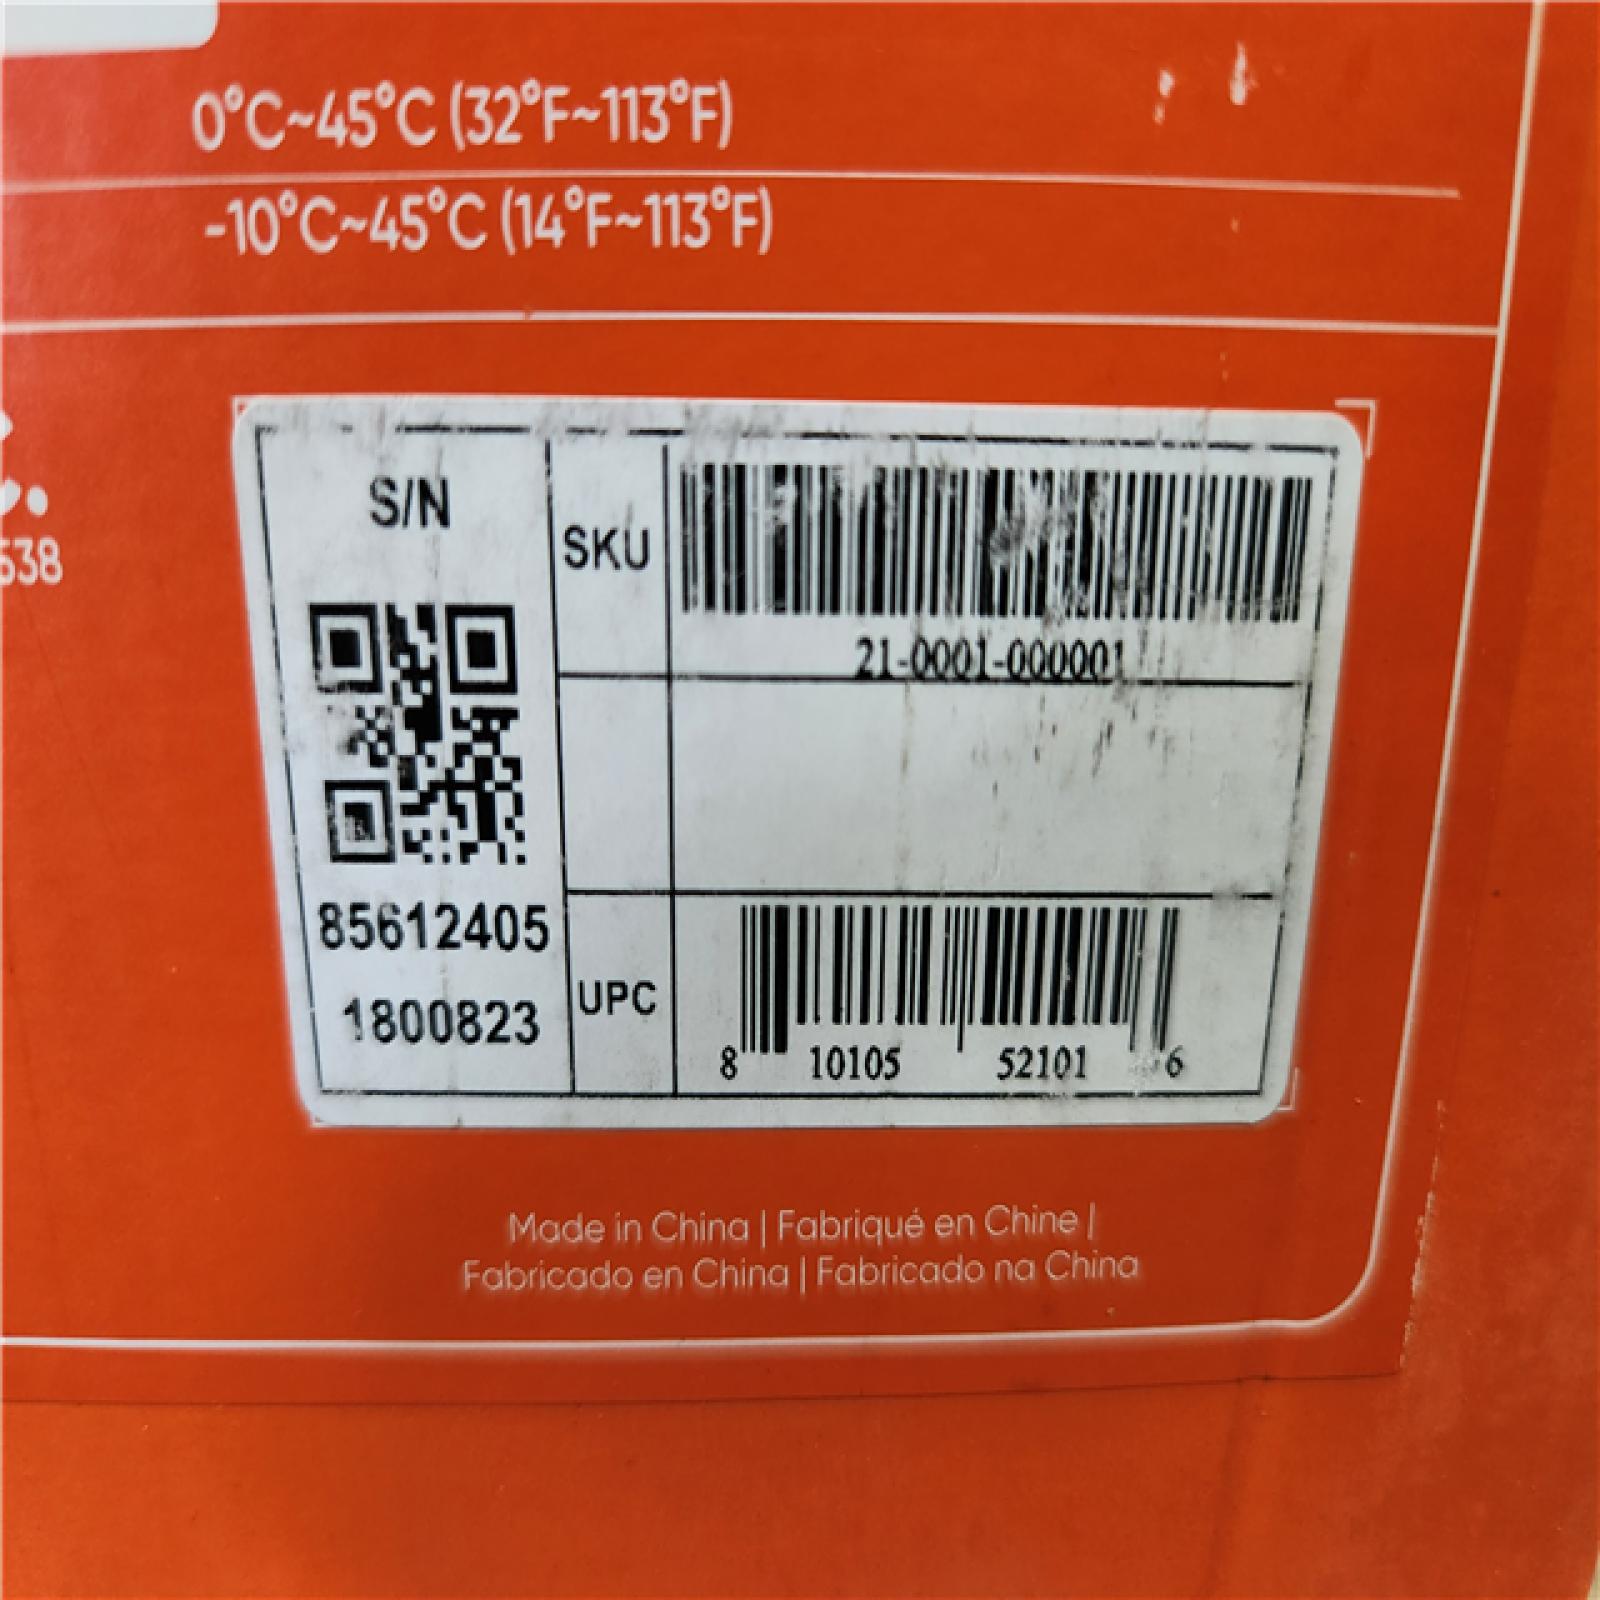 0°C~45°C (32°F~113°F)
-10°C~45°C (14°F~113°F)
638
S/N
85612405
1800823
SKU
21-0001-000001
UPC
8 10105 52101 6
Made in China | Fabriqué en Chine |
Fabricado en China | Fabricado na China